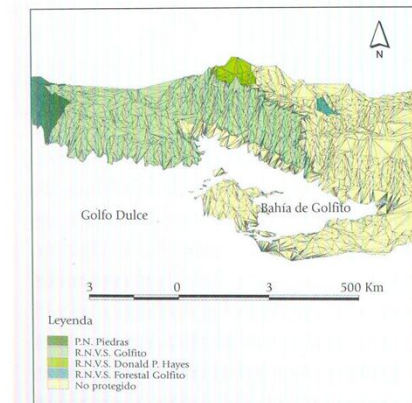 N
Golfo Dulce
Bahía de Golfito
3 0 3 500 Km
Leyenda
P.N. Piedras
R.N.V.S. Golfito
R.N.V.S. Donald P. Hayes
R.N.V.S. Forestal Golfito
No protegido